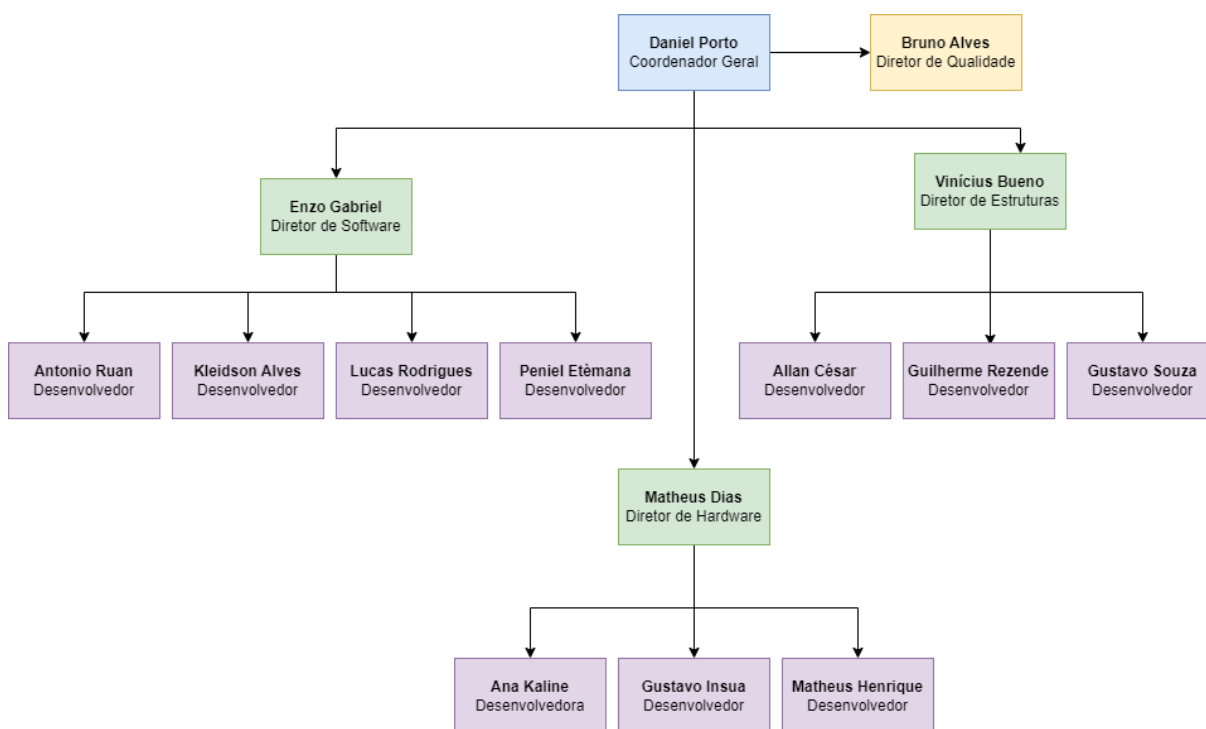 Daniel Porto
Coordenador Geral
Bruno Alves
Diretor de Qualidade
Enzo Gabriel
Diretor de Software
Vinícius Bueno
Diretor de Estruturas
Antonio Ruan
Desenvolvedor
Kleidson Alves
Desenvolvedor
Lucas Rodrigues
Desenvolvedor
Peniel Etèmana
Desenvolvedor
Allan César
Desenvolvedor
Guilherme Rezende
Desenvolvedor
Gustavo Souza
Desenvolvedor
Matheus Dias
Diretor de Hardware
Ana Kaline
Desenvolvedora
Gustavo Insua
Desenvolvedor
Matheus Henrique
Desenvolvedor